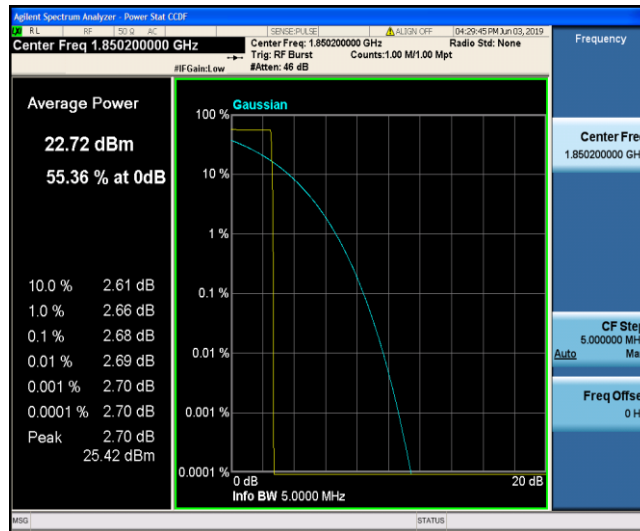 Agilent Spectrum Analyzer - Power Stat CCDF
RL RF 50 Ω AC SENSE:PULSE ALIGN OFF 04:29:45 PM Jun 03, 2019
Center Freq 1.850200000 GHz
Center Freq: 1.850200000 GHz Radio Std: None
Trig: RF Burst Counts:1.00 M/1.00 Mpt
#IFGain:Low #Atten: 46 dB
Frequency
Average Power
22.72 dBm
55.36 % at 0dB
10.0 % 2.61 dB
1.0 % 2.66 dB
0.1 % 2.68 dB
0.01 % 2.69 dB
0.001 % 2.70 dB
0.0001 % 2.70 dB
Peak 2.70 dB
25.42 dBm
Gaussian
100 %
10 %
1 %
0.1 %
0.01 %
0.001 %
0.0001 %
0 dB 20 dB
Info BW 5.0000 MHz
Center Fre
1.850200000 GH
CF Step
5.000000 MH
Auto Ma
Freq Offse
0 H
MSG STATUS